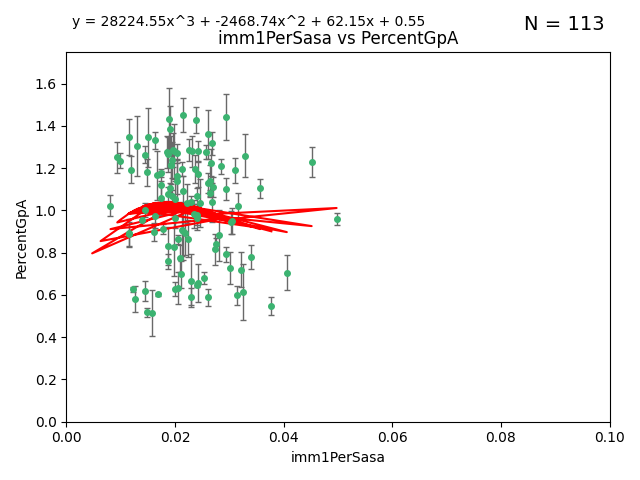 y = 28224.55x^3 + -2468.74x^2 + 62.15x + 0.55
N = 113
imm1PerSasa vs PercentGpA
PercentGpA
1.6
1.4
1.2
1.0
0.8
0.6
0.4
0.2
0.0
0.00 0.02 0.04 0.06 0.08 0.10
imm1PerSasa